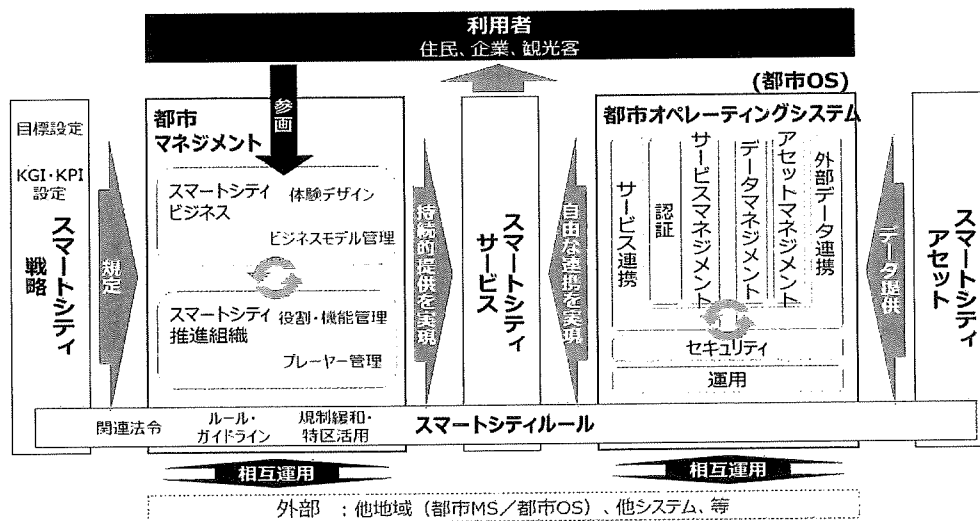 利用者
住民、企業、観光客
参画
(都市OS)
目標設定
KGI・KPI
設定
スマートシティ
戦略
規定
都市
マネジメント
スマートシティ
ビジネス
体験デザイン
ビジネスモデル管理
スマートシティ
推進組織
役割・機能管理
プレーヤー管理
持続的提供を実現
スマートシティ
サービス
自由な連携を実現
都市オペレーティングシステム
サービス連携
認証
サービスマネジメント
データマネジメント
アセットマネジメント
外部データ連携
セキュリティ
運用
データ提供
スマートシティ
アセット
関連法令
ルール・
ガイドライン
規制緩和・
特区活用
スマートシティルール
相互運用
相互運用
外部 : 他地域(都市MS/都市OS)、他システム、等